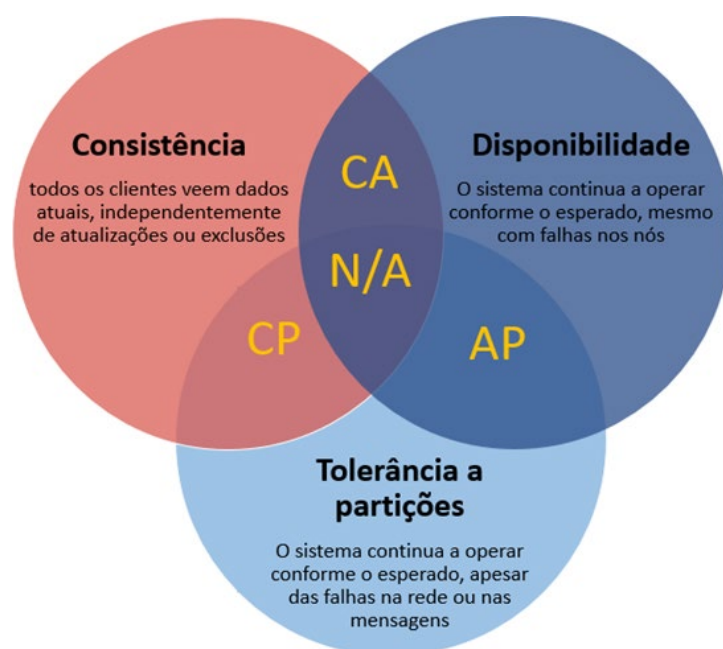 Consistência
todos os clientes veem dados
atuais, independentemente
de atualizações ou exclusões
CA
Disponibilidade
O sistema continua a operar
conforme o esperado, mesmo
com falhas nos nós
N/A
CP
AP
Tolerância a
partições
O sistema continua a operar
conforme o esperado, apesar
das falhas na rede ou nas
mensagens